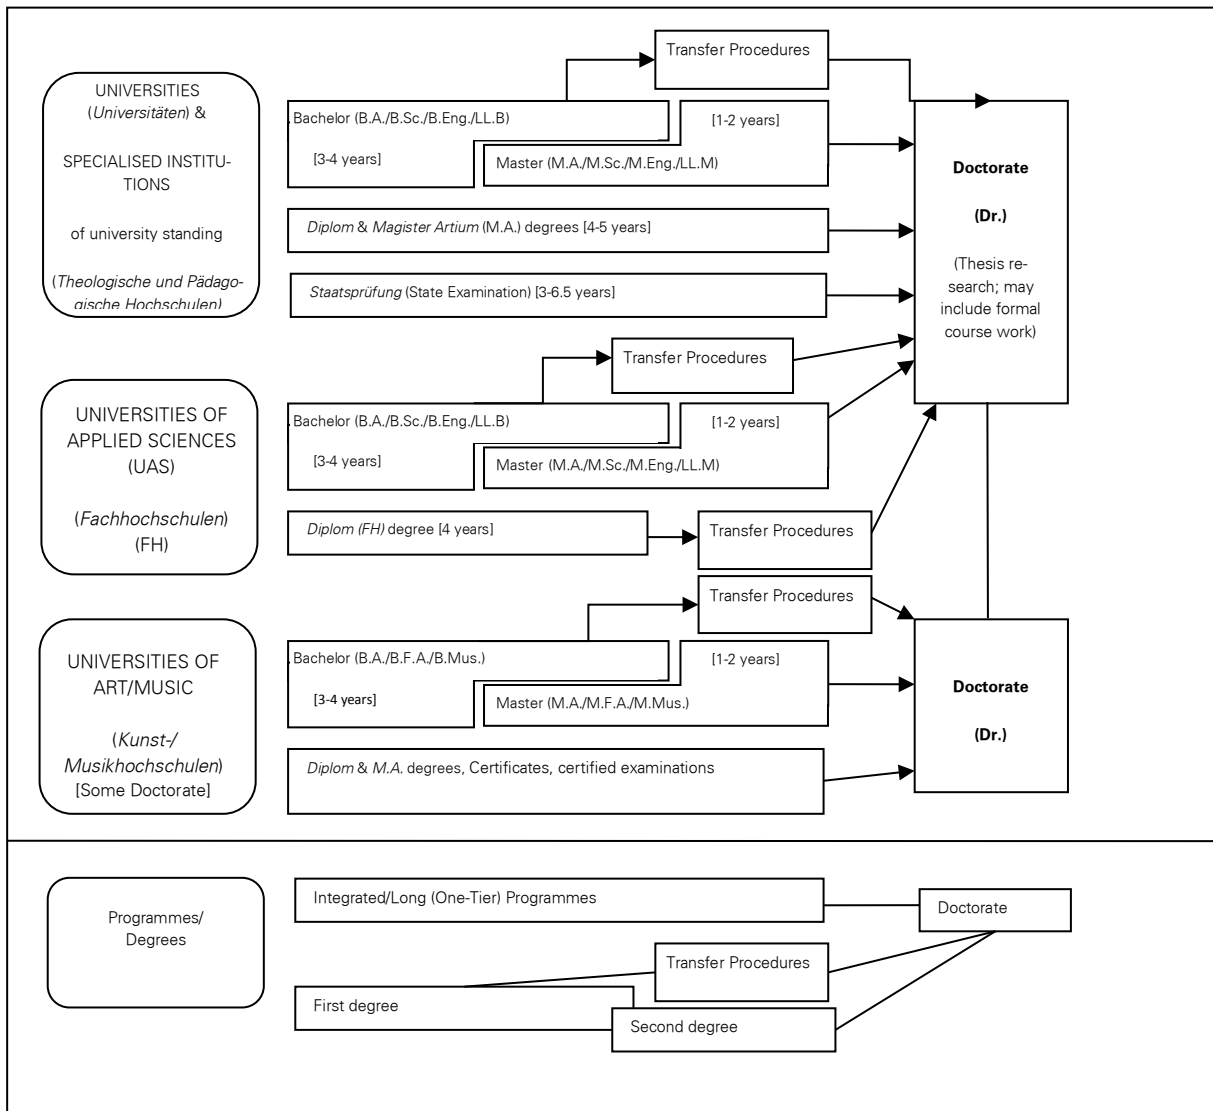 Transfer Procedures
UNIVERSITIES
(Universitäten) &
SPECIALISED INSTITU-
TIONS
of university standing
(Theologische und Pädago-
gische Hochschulen)
. Bachelor (B.A./B.Sc./B.Eng./LL.B)
[3-4 years]
[1-2 years]
Master (M.A./M.Sc./M.Eng./LL.M)
Diplom & Magister Artium (M.A.) degrees [4-5 years]
Staatsprüfung (State Examination) [3-6.5 years]
Doctorate
(Dr.)
(Thesis re-
search; may
include formal
course work)
UNIVERSITIES OF
APPLIED SCIENCES
(UAS)
(Fachhochschulen)
(FH)
Transfer Procedures
. Bachelor (B.A./B.Sc./B.Eng./LL.B)
[3-4 years]
[1-2 years]
Master (M.A./M.Sc./M.Eng./LL.M)
Diplom (FH) degree [4 years]
Transfer Procedures
Transfer Procedures
UNIVERSITIES OF
ART/MUSIC
(Kunst-/
Musikhochschulen)
[Some Doctorate]
. Bachelor (B.A./B.F.A./B.Mus.)
[3-4 years]
[1-2 years]
Master (M.A./M.F.A./M.Mus.)
Diplom & M.A. degrees, Certificates, certified examinations
Doctorate
(Dr.)
Programmes/
Degrees
Integrated/Long (One-Tier) Programmes
Doctorate
Transfer Procedures
First degree
Second degree